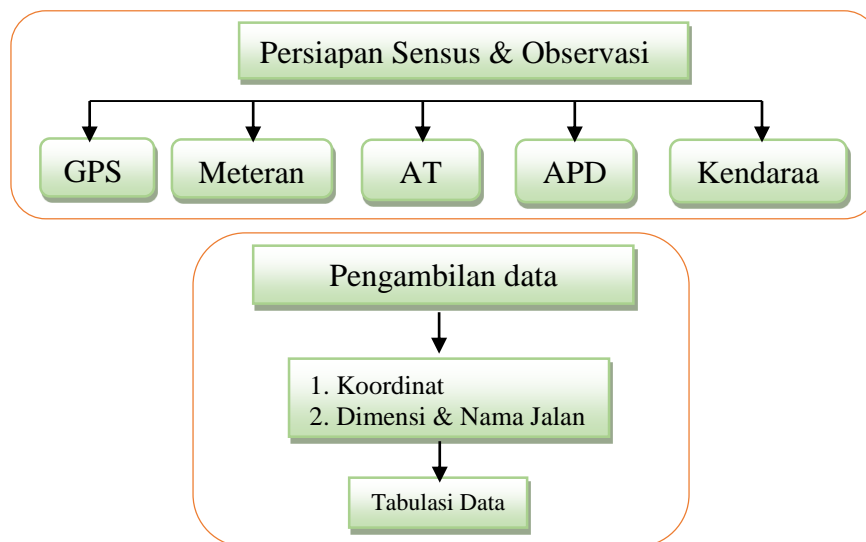 Persiapan Sensus & Observasi
GPS
Meteran
AT
APD
Kendaraa
Pengambilan data
1. Koordinat
2. Dimensi & Nama Jalan
Tabulasi Data